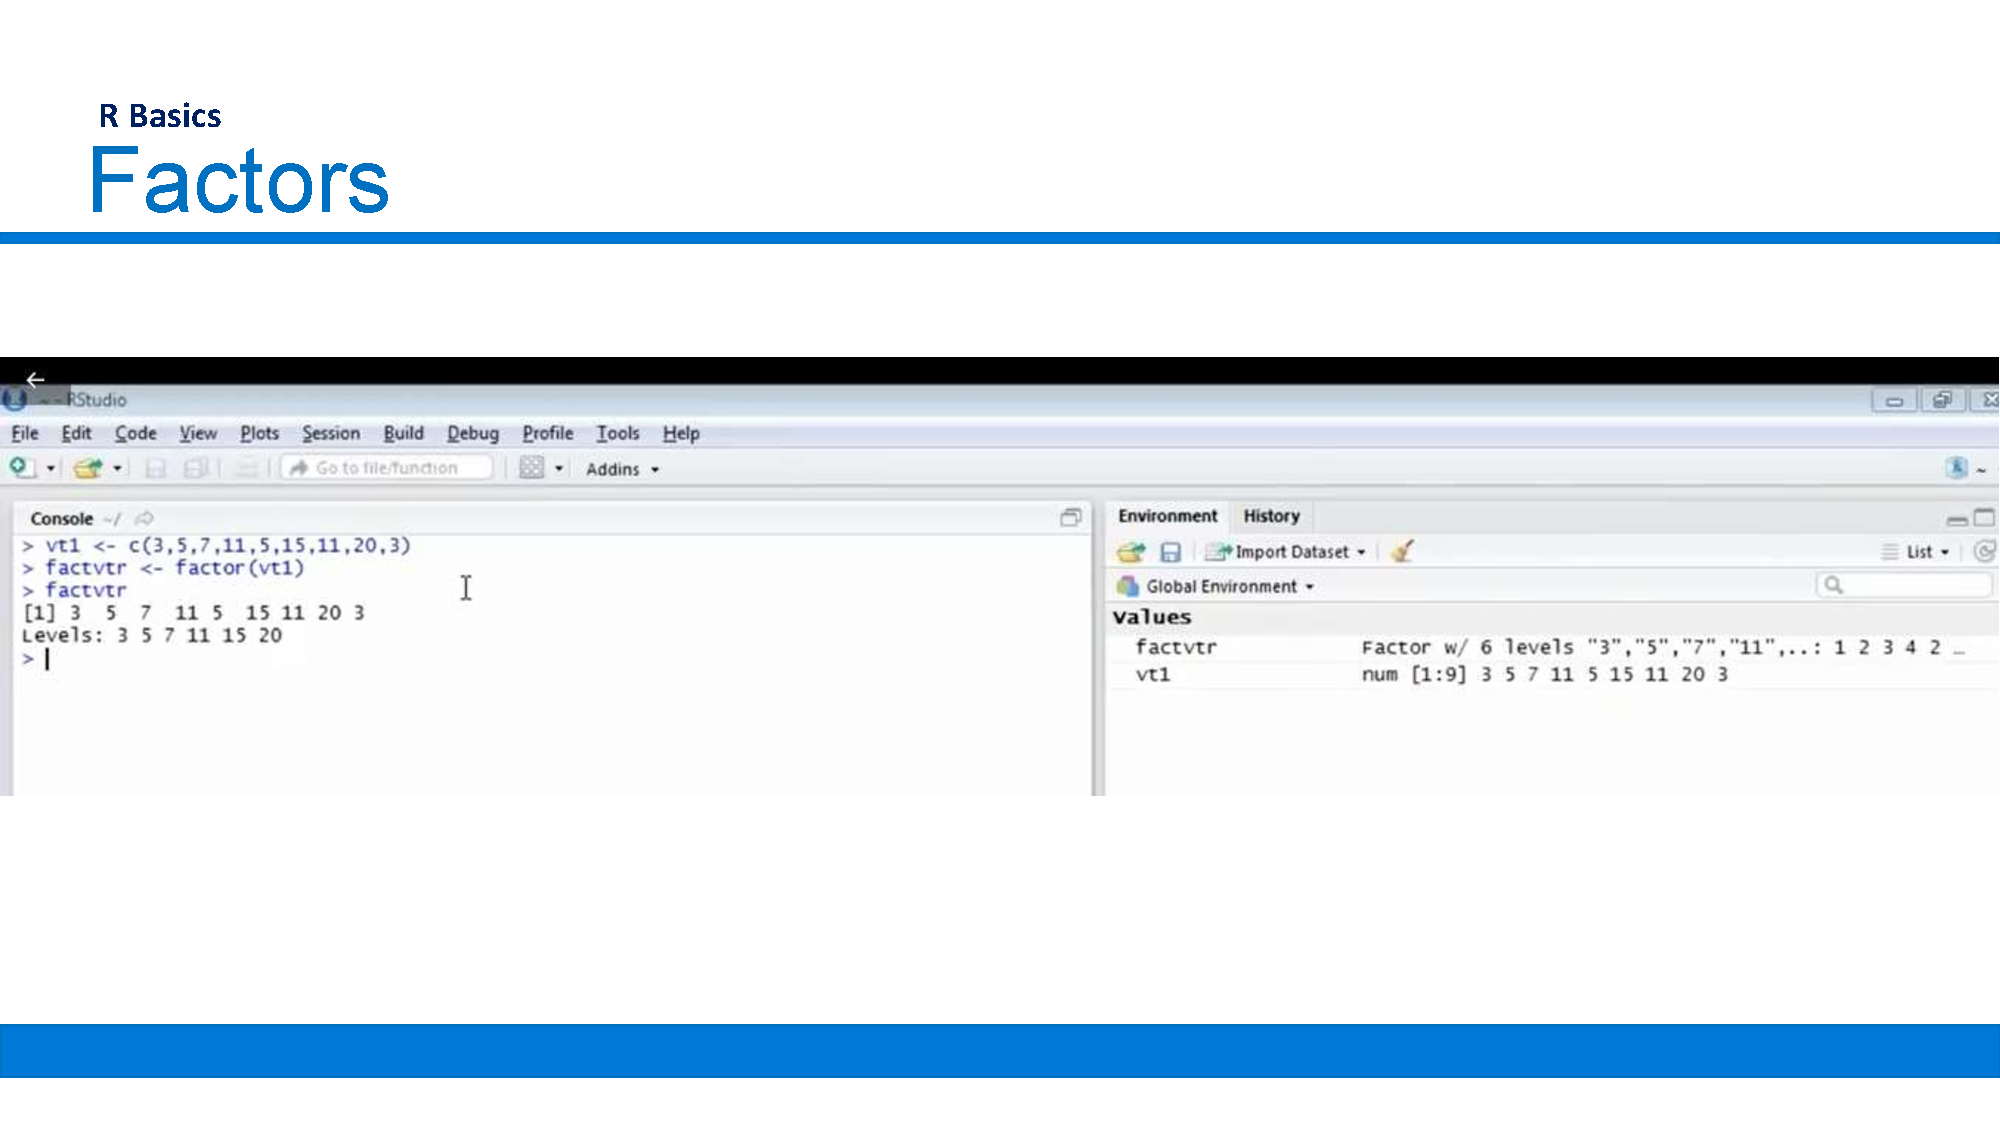 R Basics
Factors
~ - RStudio
File Edit Code View Plots Session Build Debug Profile Tools Help
Go to file/function Addins ~
Console ~/
> vt1 <- c(3,5,7,11,5,15,11,20,3)
> factvtr <- factor(vt1)
> factvtr
[1] 3 5 7 11 5 15 11 20 3
Levels: 3 5 7 11 15 20
>
Environment History
Import Dataset List
Global Environment
Values
factvtr Factor w/ 6 levels "3","5","7","11",..: 1 2 3 4 2 …
vt1 num [1:9] 3 5 7 11 5 15 11 20 3